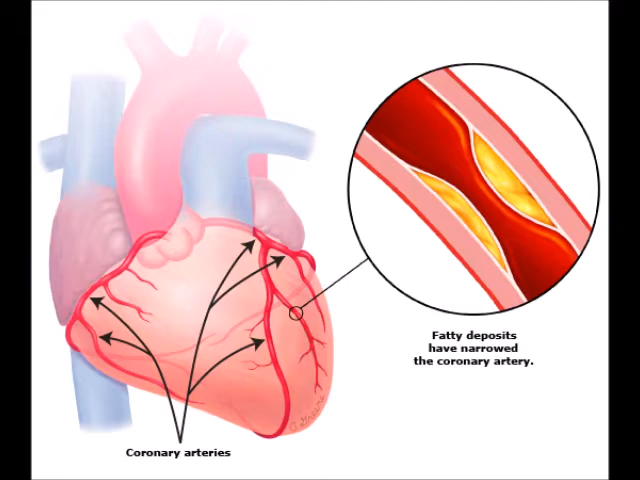 Fatty deposits
have narrowed
the coronary artery.
Coronary arteries